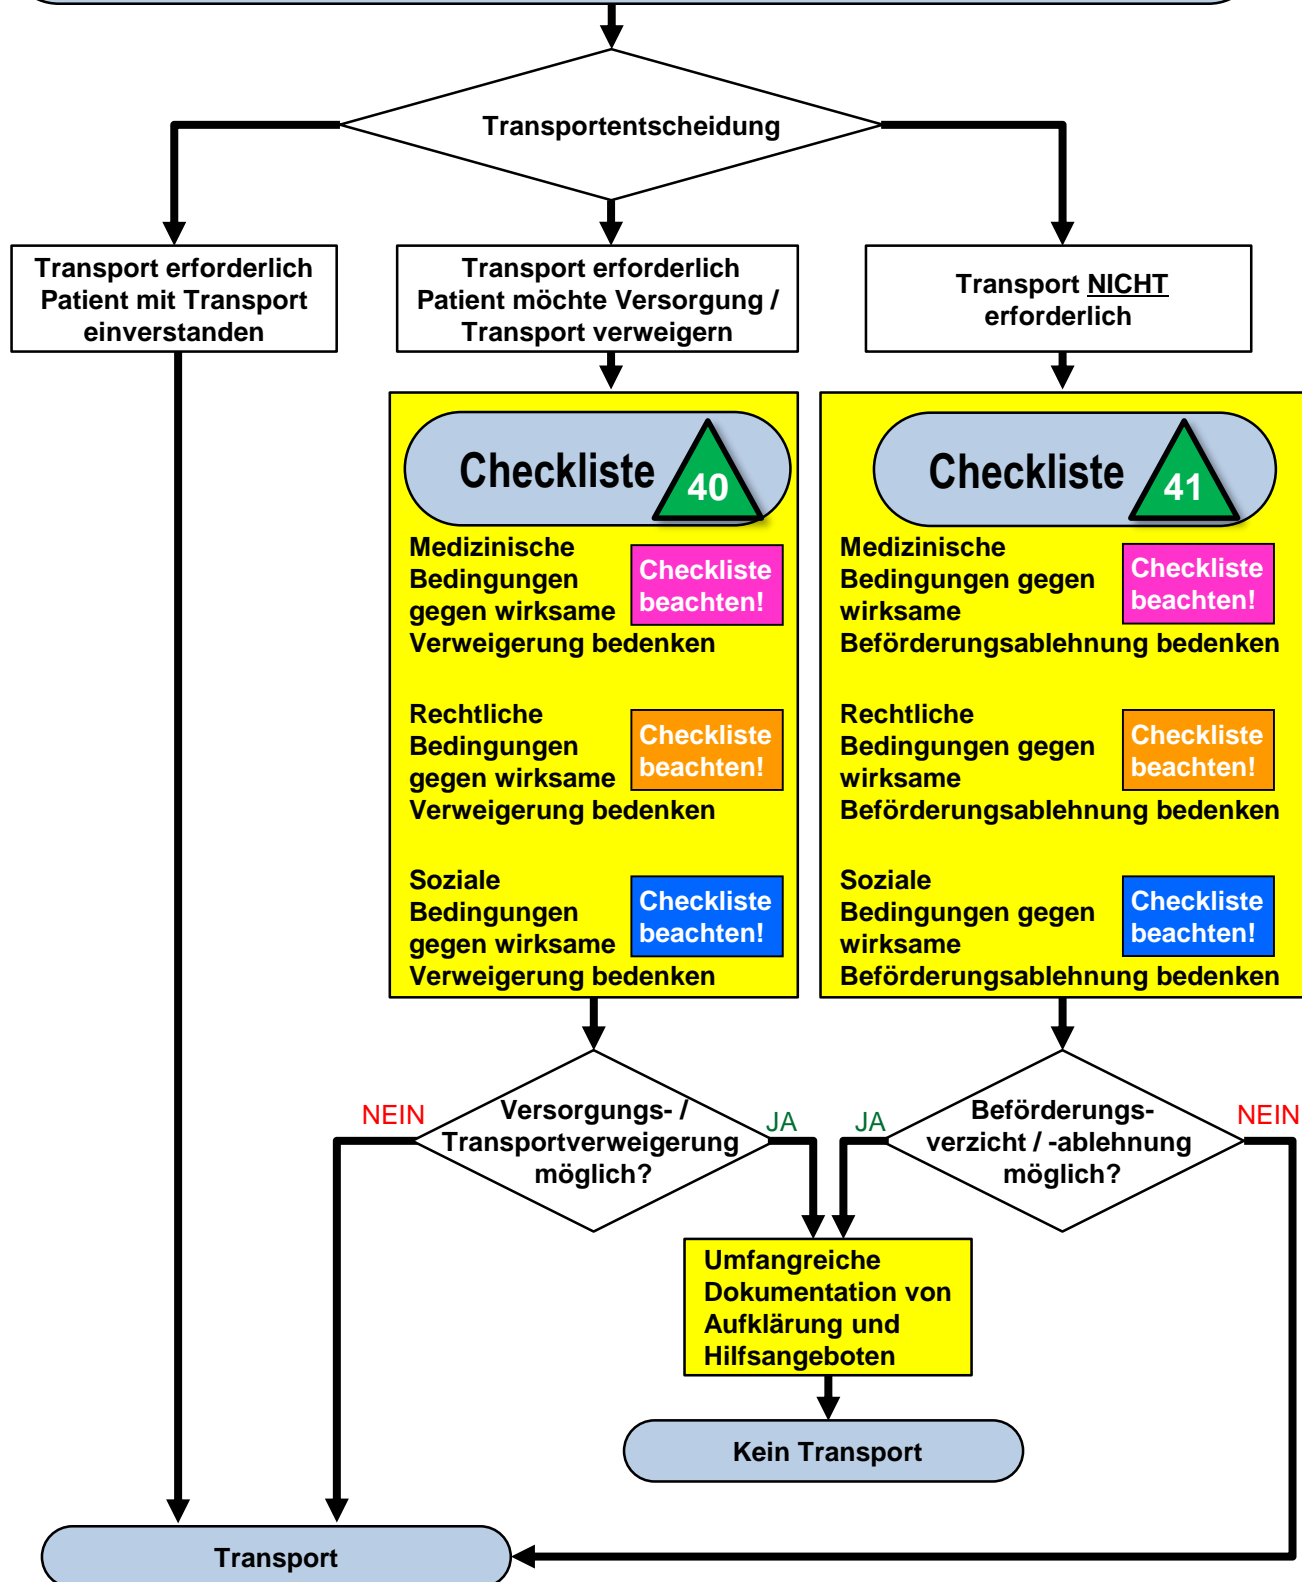 Transportentscheidung
Transport erforderlich
Patient mit Transport
einverstanden
Transport erforderlich
Patient möchte Versorgung /
Transport verweigern
Transport NICHT
erforderlich
Checkliste 40
Medizinische
Bedingungen
gegen wirksame
Verweigerung bedenken
Checkliste
beachten!
Rechtliche
Bedingungen
gegen wirksame
Verweigerung bedenken
Checkliste
beachten!
Soziale
Bedingungen
gegen wirksame
Verweigerung bedenken
Checkliste
beachten!
Checkliste 41
Medizinische
Bedingungen gegen
wirksame
Beförderungsablehnung bedenken
Checkliste
beachten!
Rechtliche
Bedingungen gegen
wirksame
Beförderungsablehnung bedenken
Checkliste
beachten!
Soziale
Bedingungen gegen
wirksame
Beförderungsablehnung bedenken
Checkliste
beachten!
NEIN
Versorgungs- /
Transportverweigerung
möglich?
JA
JA
Beförderungs-
verzicht / -ablehnung
möglich?
NEIN
Umfangreiche
Dokumentation von
Aufklärung und
Hilfsangeboten
Kein Transport
Transport